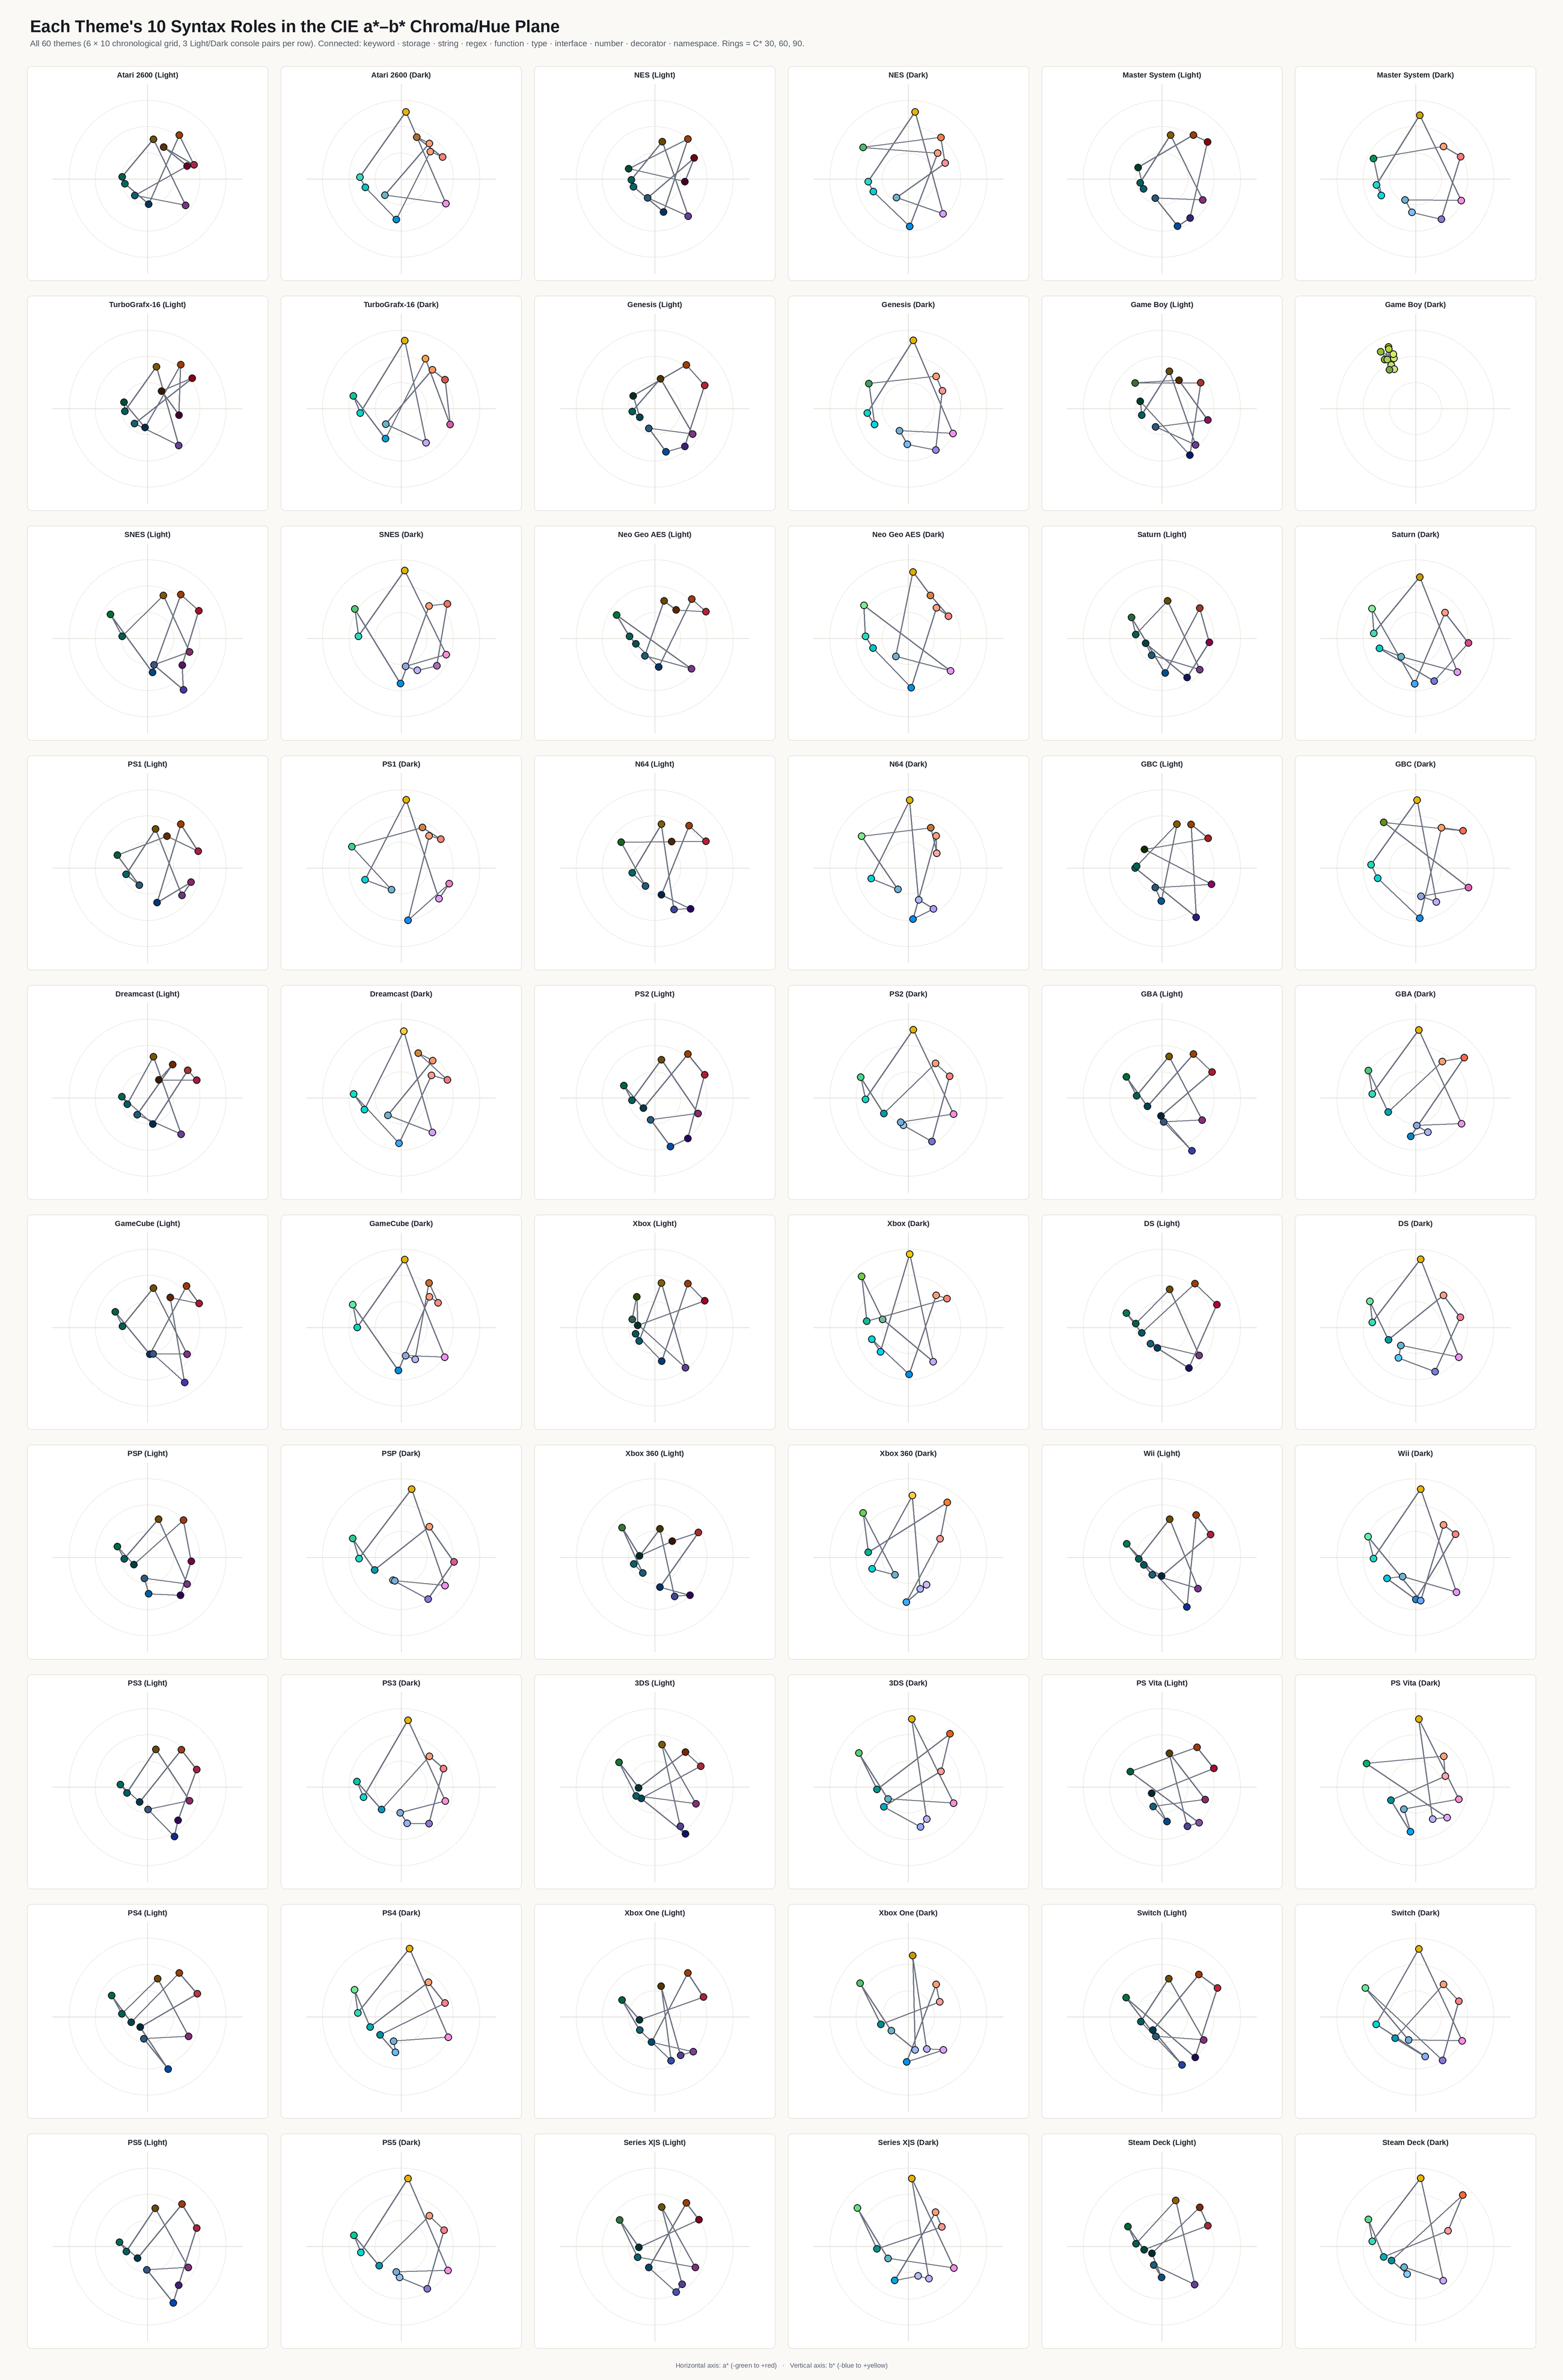 Each Theme's 10 Syntax Roles in the CIE a*–b* Chroma/Hue Plane
All 60 themes (6 × 10 chronological grid, 3 Light/Dark console pairs per row). Connected: keyword · storage · string · regex · function · type · interface · number · decorator · namespace. Rings = C* 30, 60, 90.
Atari 2600 (Light)
Atari 2600 (Dark)
NES (Light)
NES (Dark)
Master System (Light)
Master System (Dark)
TurboGrafx-16 (Light)
TurboGrafx-16 (Dark)
Genesis (Light)
Genesis (Dark)
Game Boy (Light)
Game Boy (Dark)
SNES (Light)
SNES (Dark)
Neo Geo AES (Light)
Neo Geo AES (Dark)
Saturn (Light)
Saturn (Dark)
PS1 (Light)
PS1 (Dark)
N64 (Light)
N64 (Dark)
GBC (Light)
GBC (Dark)
Dreamcast (Light)
Dreamcast (Dark)
PS2 (Light)
PS2 (Dark)
GBA (Light)
GBA (Dark)
GameCube (Light)
GameCube (Dark)
Xbox (Light)
Xbox (Dark)
DS (Light)
DS (Dark)
PSP (Light)
PSP (Dark)
Xbox 360 (Light)
Xbox 360 (Dark)
Wii (Light)
Wii (Dark)
PS3 (Light)
PS3 (Dark)
3DS (Light)
3DS (Dark)
PS Vita (Light)
PS Vita (Dark)
PS4 (Light)
PS4 (Dark)
Xbox One (Light)
Xbox One (Dark)
Switch (Light)
Switch (Dark)
PS5 (Light)
PS5 (Dark)
Series X|S (Light)
Series X|S (Dark)
Steam Deck (Light)
Steam Deck (Dark)
Horizontal axis: a* (-green to +red) · Vertical axis: b* (-blue to +yellow)